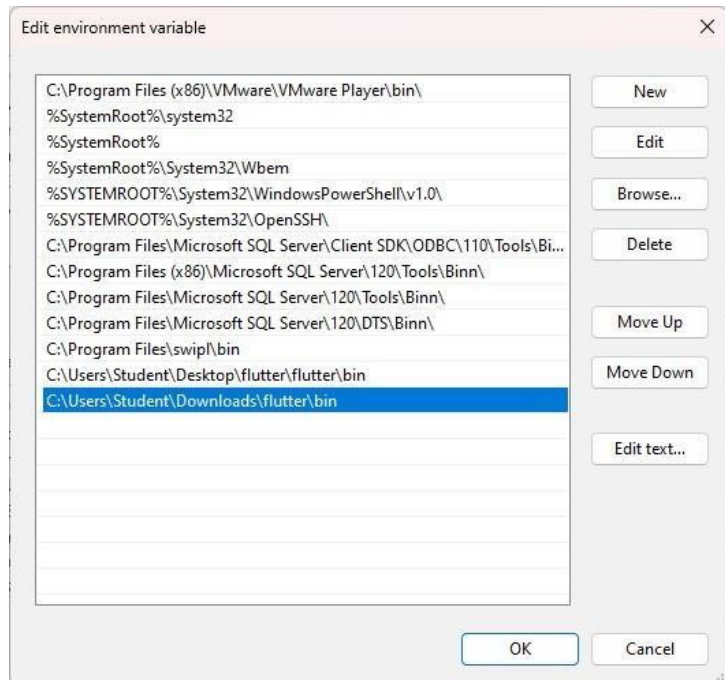 Edit environment variable
C:\Program Files (x86)\VMware\VMware Player\bin\
%SystemRoot%\system32
%SystemRoot%
%SystemRoot%\System32\Wbem
%SYSTEMROOT%\System32\WindowsPowerShell\v1.0\
%SYSTEMROOT%\System32\OpenSSH\
C:\Program Files\Microsoft SQL Server\Client SDK\ODBC\110\Tools\Bi...
C:\Program Files (x86)\Microsoft SQL Server\120\Tools\Binn\
C:\Program Files\Microsoft SQL Server\120\Tools\Binn\
C:\Program Files\Microsoft SQL Server\120\DTS\Binn\
C:\Program Files\swipl\bin
C:\Users\Student\Desktop\flutter\flutter\bin
C:\Users\Student\Downloads\flutter\bin
New
Edit
Browse...
Delete
Move Up
Move Down
Edit text...
OK
Cancel